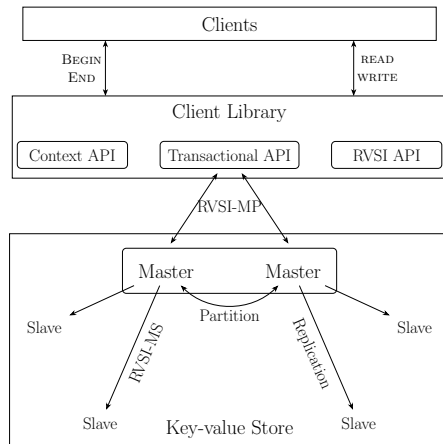 Clients
BEGIN
END
READ
WRITE
Client Library
Context API
Transactional API
RVSI API
RVSI-MP
Master
Master
Partition
Slave
Slave
RVSI-MS
Replication
Slave
Slave
Key-value Store